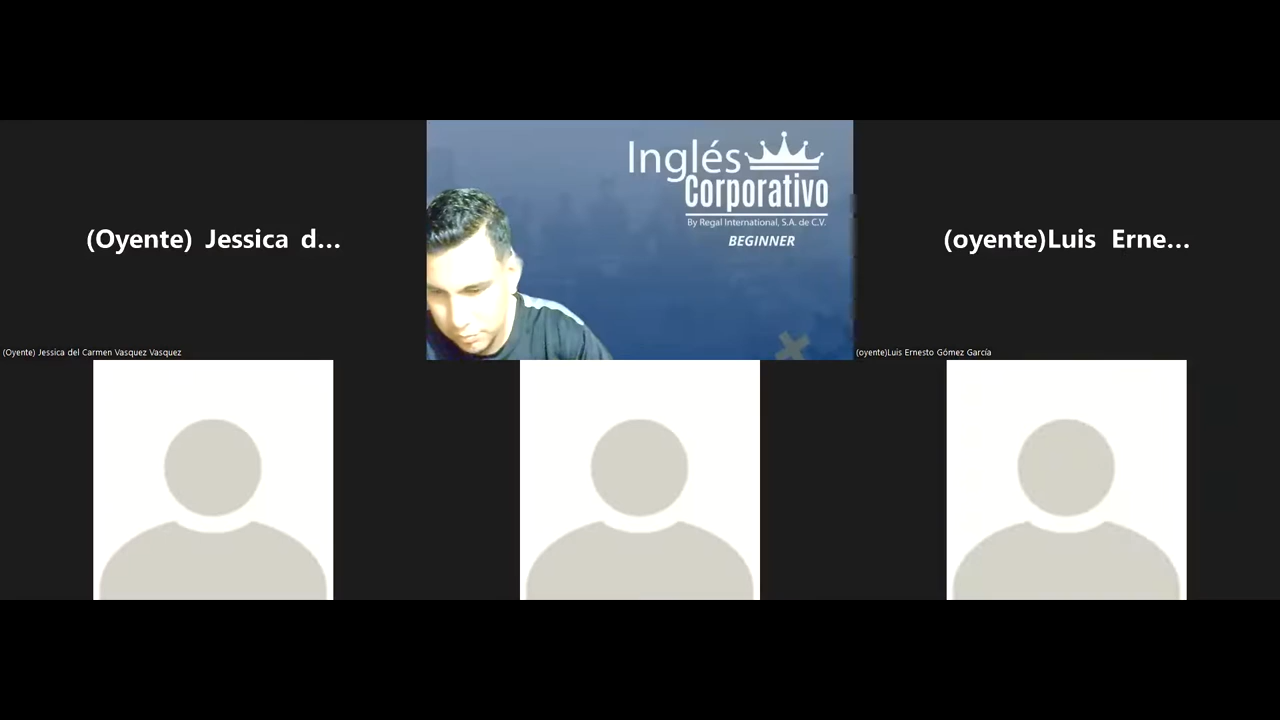 (Oyente) Jessica d...
Inglés
Corporativo
By Regal International, S.A. de C.V.
BEGINNER
(oyente)Luis Erne...
(Oyente) Jessica del Carmen Vasquez Vasquez
(oyente)Luis Ernesto Gómez García